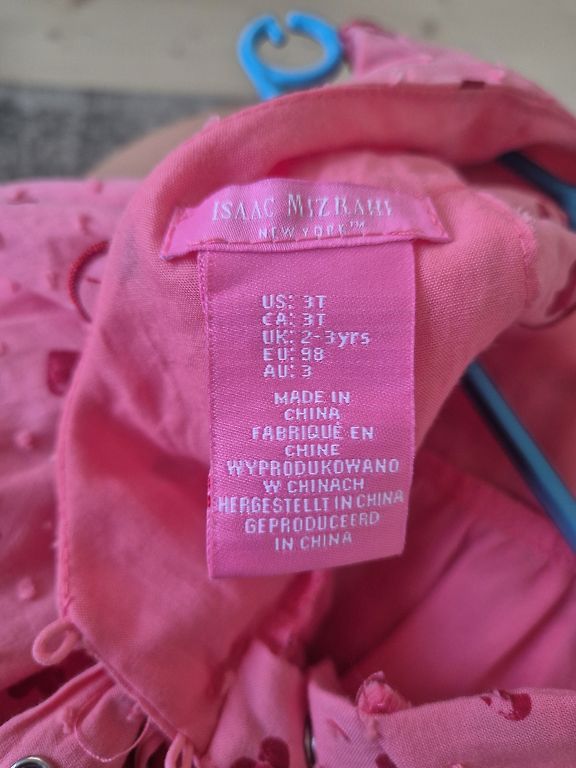 ISAAC MIZRAHI
NEW YORK™
US: 3T
CA: 3T
UK: 2-3yrs
EU: 98
AU: 3
MADE IN
CHINA
FABRIQUÉ EN
CHINE
WYPRODUKOWANO
W CHINACH
HERGESTELLT IN CHINA
GEPRODUCEERD
IN CHINA